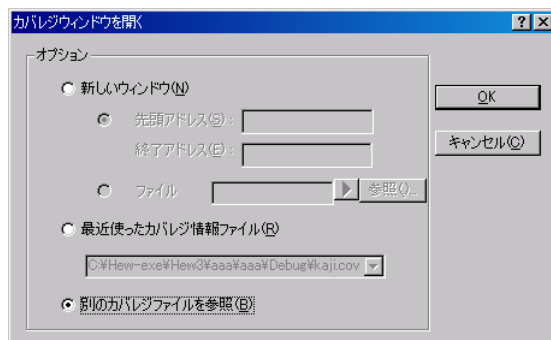 カバレジウィンドウを開く
オプション
新しいウィンドウ(N)
先頭アドレス(S):
終了アドレス(E):
ファイル
参照()...
最近使ったカバレジ情報ファイル(R)
C:¥Hew-exe¥Hew3¥aaa¥aaa¥Debug¥kaji.cov
別のカバレジファイルを参照(B)
OK
キャンセル(C)